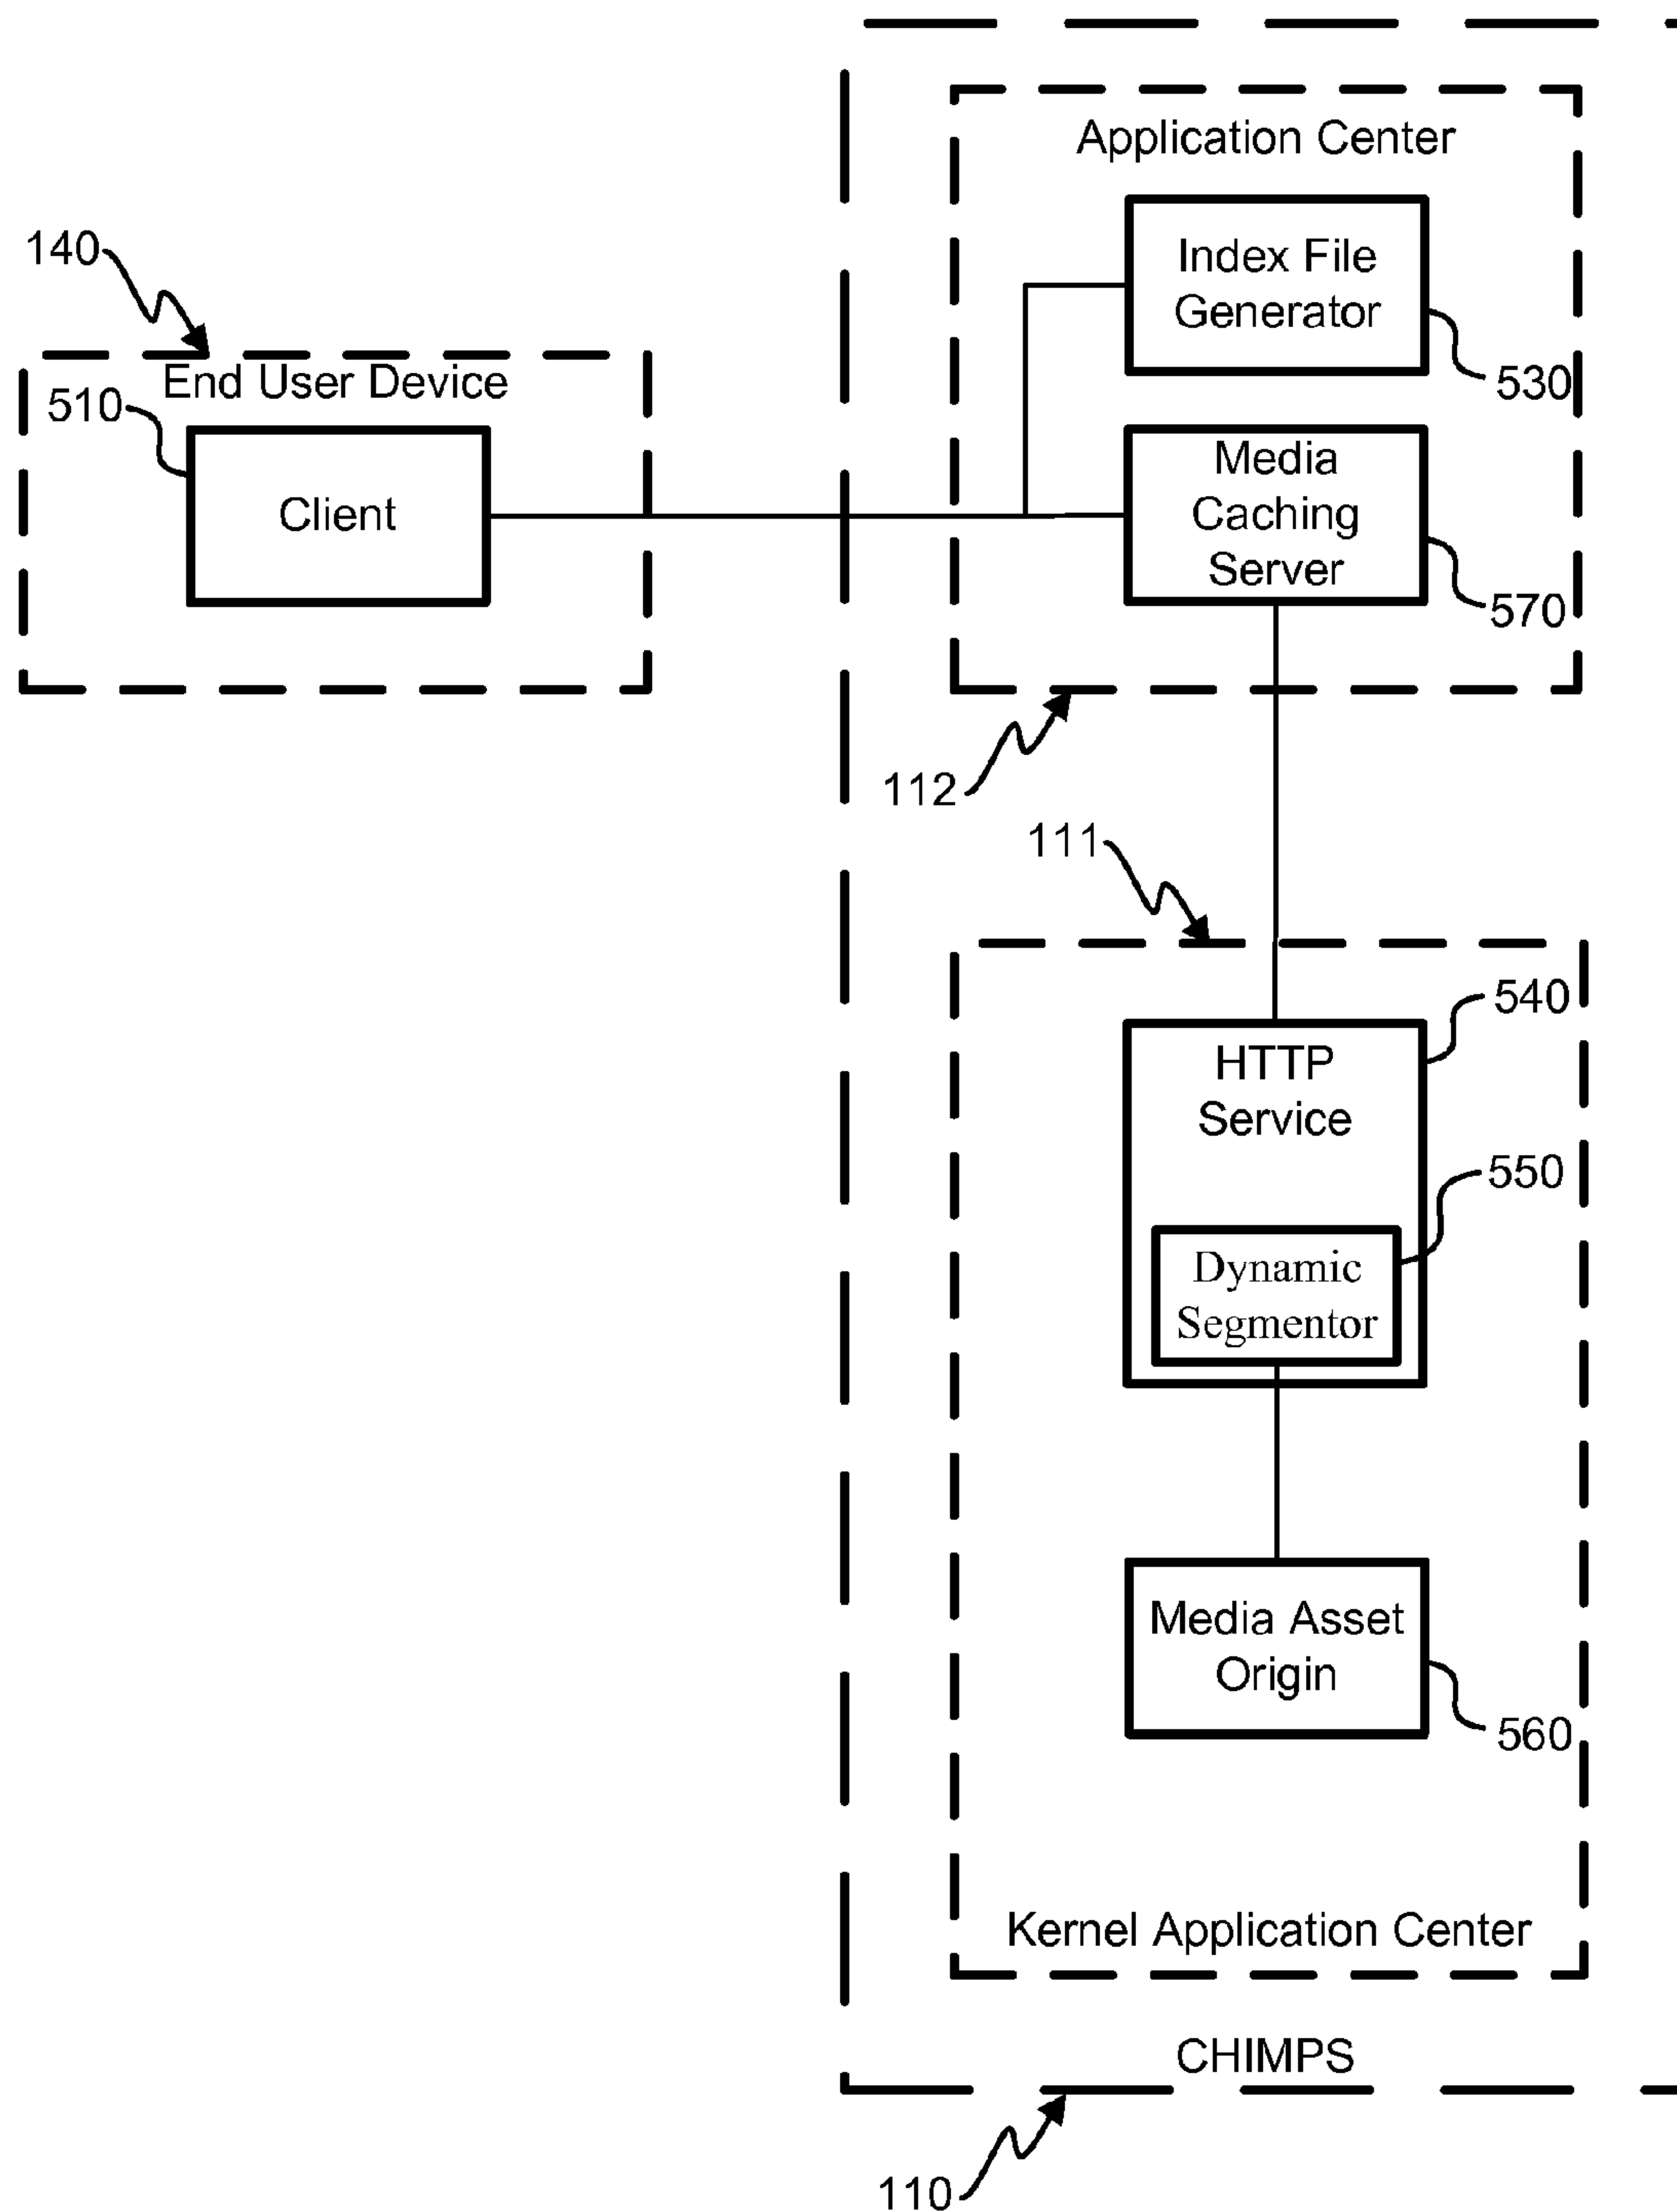 Application Center
Index File
Generator
530
140
End User Device
510
Client
Media
Caching
Server
570
112
111
540
HTTP
Service
550
Dynamic
Segmentor
Media Asset
Origin
560
Kernel Application Center
CHIMPS
110